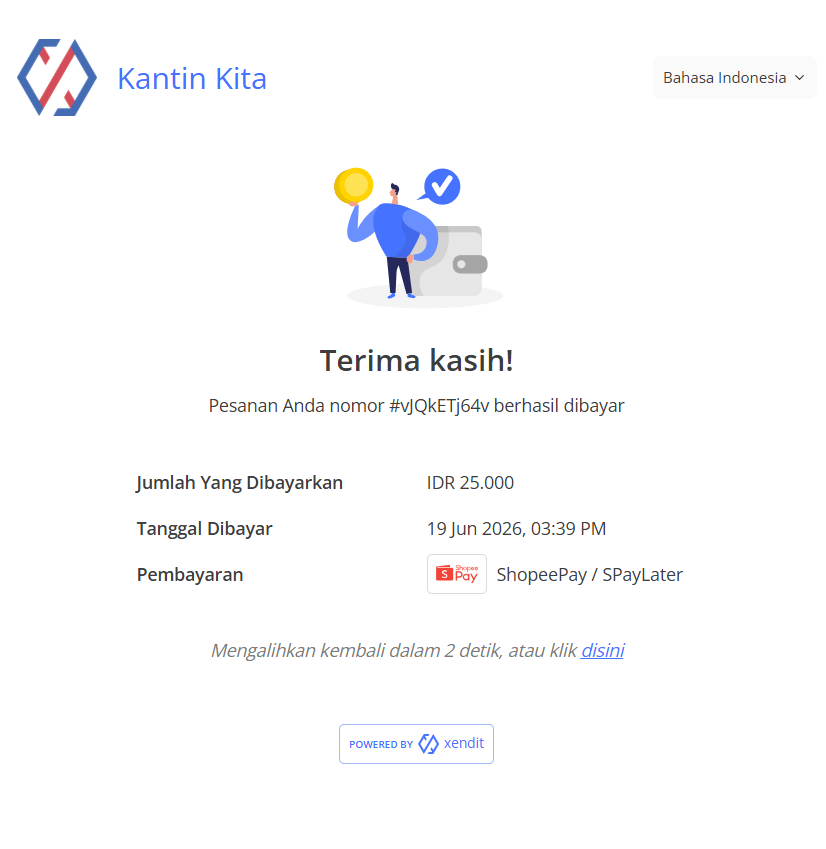 Kantin Kita
Bahasa Indonesia
Terima kasih!
Pesanan Anda nomor #vJQkETj64v berhasil dibayar
Jumlah Yang Dibayarkan IDR 25.000
Tanggal Dibayar 19 Jun 2026, 03:39 PM
Pembayaran S Shopee Pay ShopeePay / SPayLater
Mengalihkan kembali dalam 2 detik, atau klik disini
POWERED BY xendit